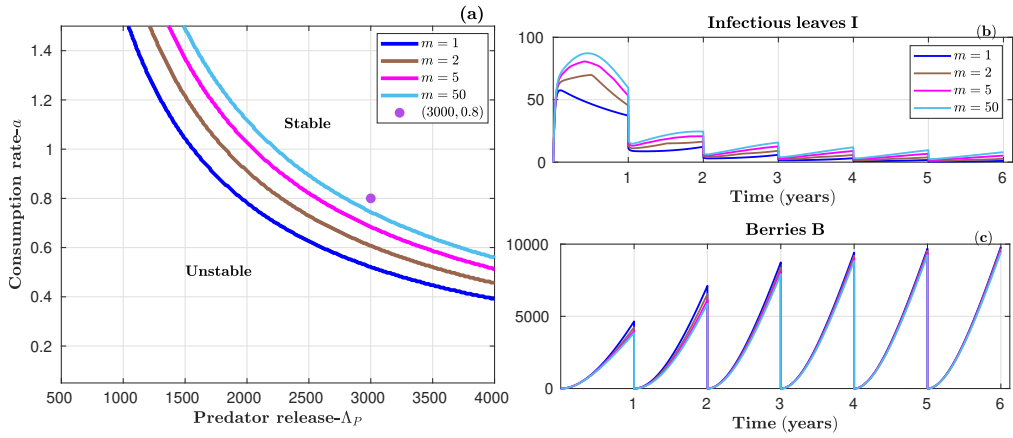 (a)
Consumption rate-a
1.4
1.2
1
0.8
0.6
0.4
0.2
m = 1
m = 2
m = 5
m = 50
(3000, 0.8)
Stable
Unstable
500 1000 1500 2000 2500 3000 3500 4000
Predator release-Λ_P
Infectious leaves I
(b)
100
50
0
m = 1
m = 2
m = 5
m = 50
1 2 3 4 5 6
Time (years)
Berries B
(c)
10000
5000
0
1 2 3 4 5 6
Time (years)